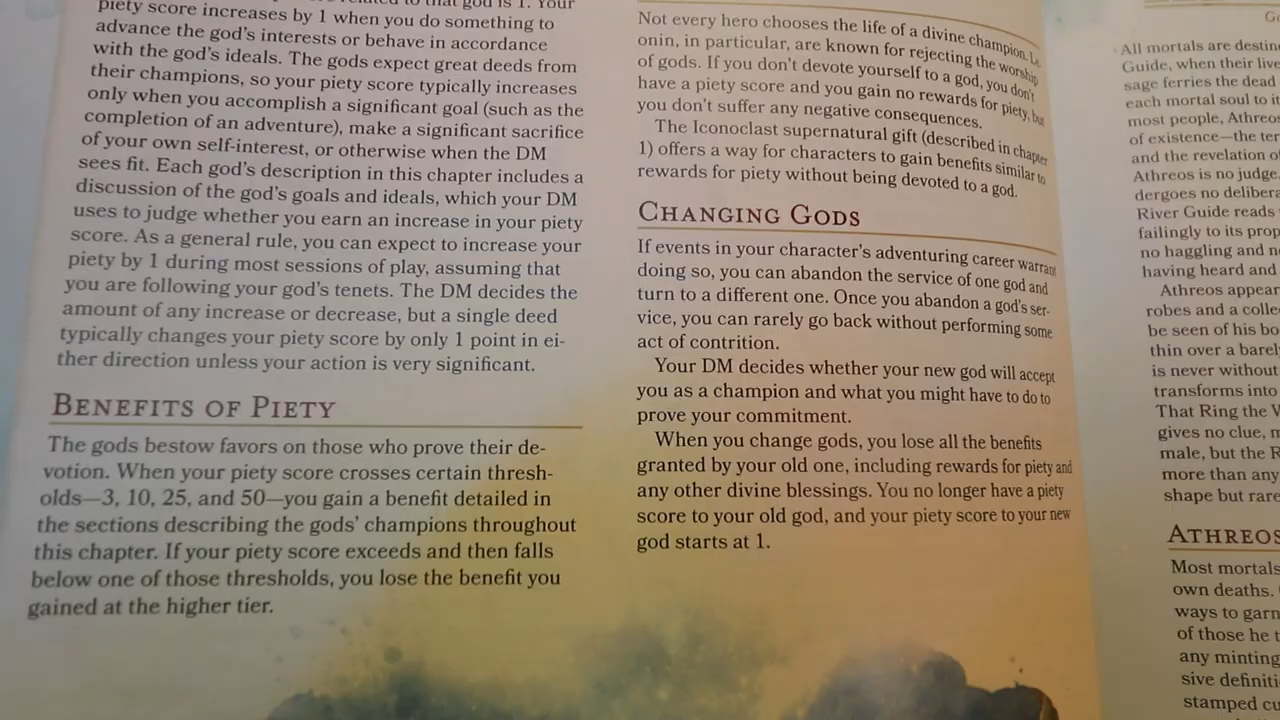 piety score increases by 1 when you do something to
advance the god's interests or behave in accordance
with the god's ideals. The gods expect great deeds from
their champions, so your piety score typically increases
only when you accomplish a significant goal (such as the
completion of an adventure), make a significant sacrifice
of your own self-interest, or otherwise when the DM
sees fit. Each god's description in this chapter includes a
discussion of the god's goals and ideals, which your DM
uses to judge whether you earn an increase in your piety
score. As a general rule, you can expect to increase your
piety by 1 during most sessions of play, assuming that
you are following your god's tenets. The DM decides the
amount of any increase or decrease, but a single deed
typically changes your piety score by only 1 point in ei-
ther direction unless your action is very significant.
BENEFITS OF PIETY
The gods bestow favors on those who prove their de-
votion. When your piety score crosses certain thresh-
olds—3, 10, 25, and 50—you gain a benefit detailed in
the sections describing the gods' champions throughout
this chapter. If your piety score exceeds and then falls
below one of those thresholds, you lose the benefit you
gained at the higher tier.
Not every hero chooses the life of a divine champion. Le-
onin, in particular, are known for rejecting the worship
of gods. If you don't devote yourself to a god, you don't
have a piety score and you gain no rewards for piety, but
you don't suffer any negative consequences.
The Iconoclast supernatural gift (described in chapter
1) offers a way for characters to gain benefits similar to
rewards for piety without being devoted to a god.
CHANGING GODS
If events in your character's adventuring career warrant
doing so, you can abandon the service of one god and
turn to a different one. Once you abandon a god's ser-
vice, you can rarely go back without performing some
act of contrition.
Your DM decides whether your new god will accept
you as a champion and what you might have to do to
prove your commitment.
When you change gods, you lose all the benefits
granted by your old one, including rewards for piety and
any other divine blessings. You no longer have a piety
score to your old god, and your piety score to your new
god starts at 1.
All mortals are destin
Guide, when their live
sage ferries the dead
each mortal soul to it
most people, Athreos
of existence—the ter
and the revelation of
Athreos is no judge.
dergoes no delibera
River Guide reads
failingly to its prop
no haggling and no
having heard and
Athreos appear
robes and a colle
be seen of his bo
thin over a barel
is never without
transforms into
That Ring the W
gives no clue, m
male, but the R
more than any
shape but rare
ATHREOS
Most mortals
own deaths.
ways to garn
of those he t
any minting
sive definiti
stamped cu